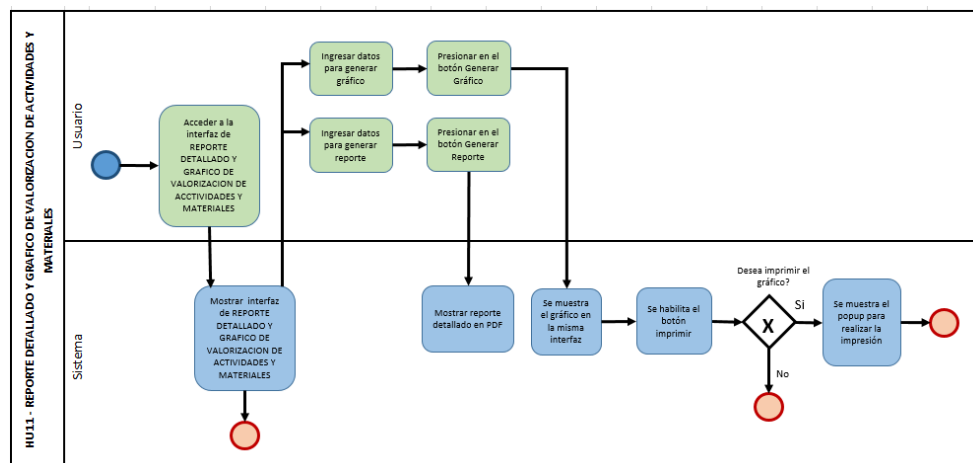 HU11 - REPORTE DETALLADO Y GRAFICO DE VALORIZACION DE ACTIVIDADES Y
MATERIALES
Usuario
Acceder a la
interfaz de
REPORTE
DETALLADO Y
GRAFICO DE
VALORIZACION DE
ACCTIVIDADES Y
MATERIALES
Ingresar datos
para generar
gráfico
Presionar en el
botón Generar
Gráfico
Ingresar datos
para generar
reporte
Presionar en el
botón Generar
Reporte
Sistema
Mostrar interfaz
de REPORTE
DETALLADO Y
GRAFICO DE
VALORIZACION DE
ACTIVIDADES Y
MATERIALES
Mostrar reporte
detallado en PDF
Se muestra
el gráfico en
la misma
interfaz
Se habilita el
botón
imprimir
Desea imprimir el
gráfico?
X
Si
No
Se muestra el
popup para
realizar la
impresión